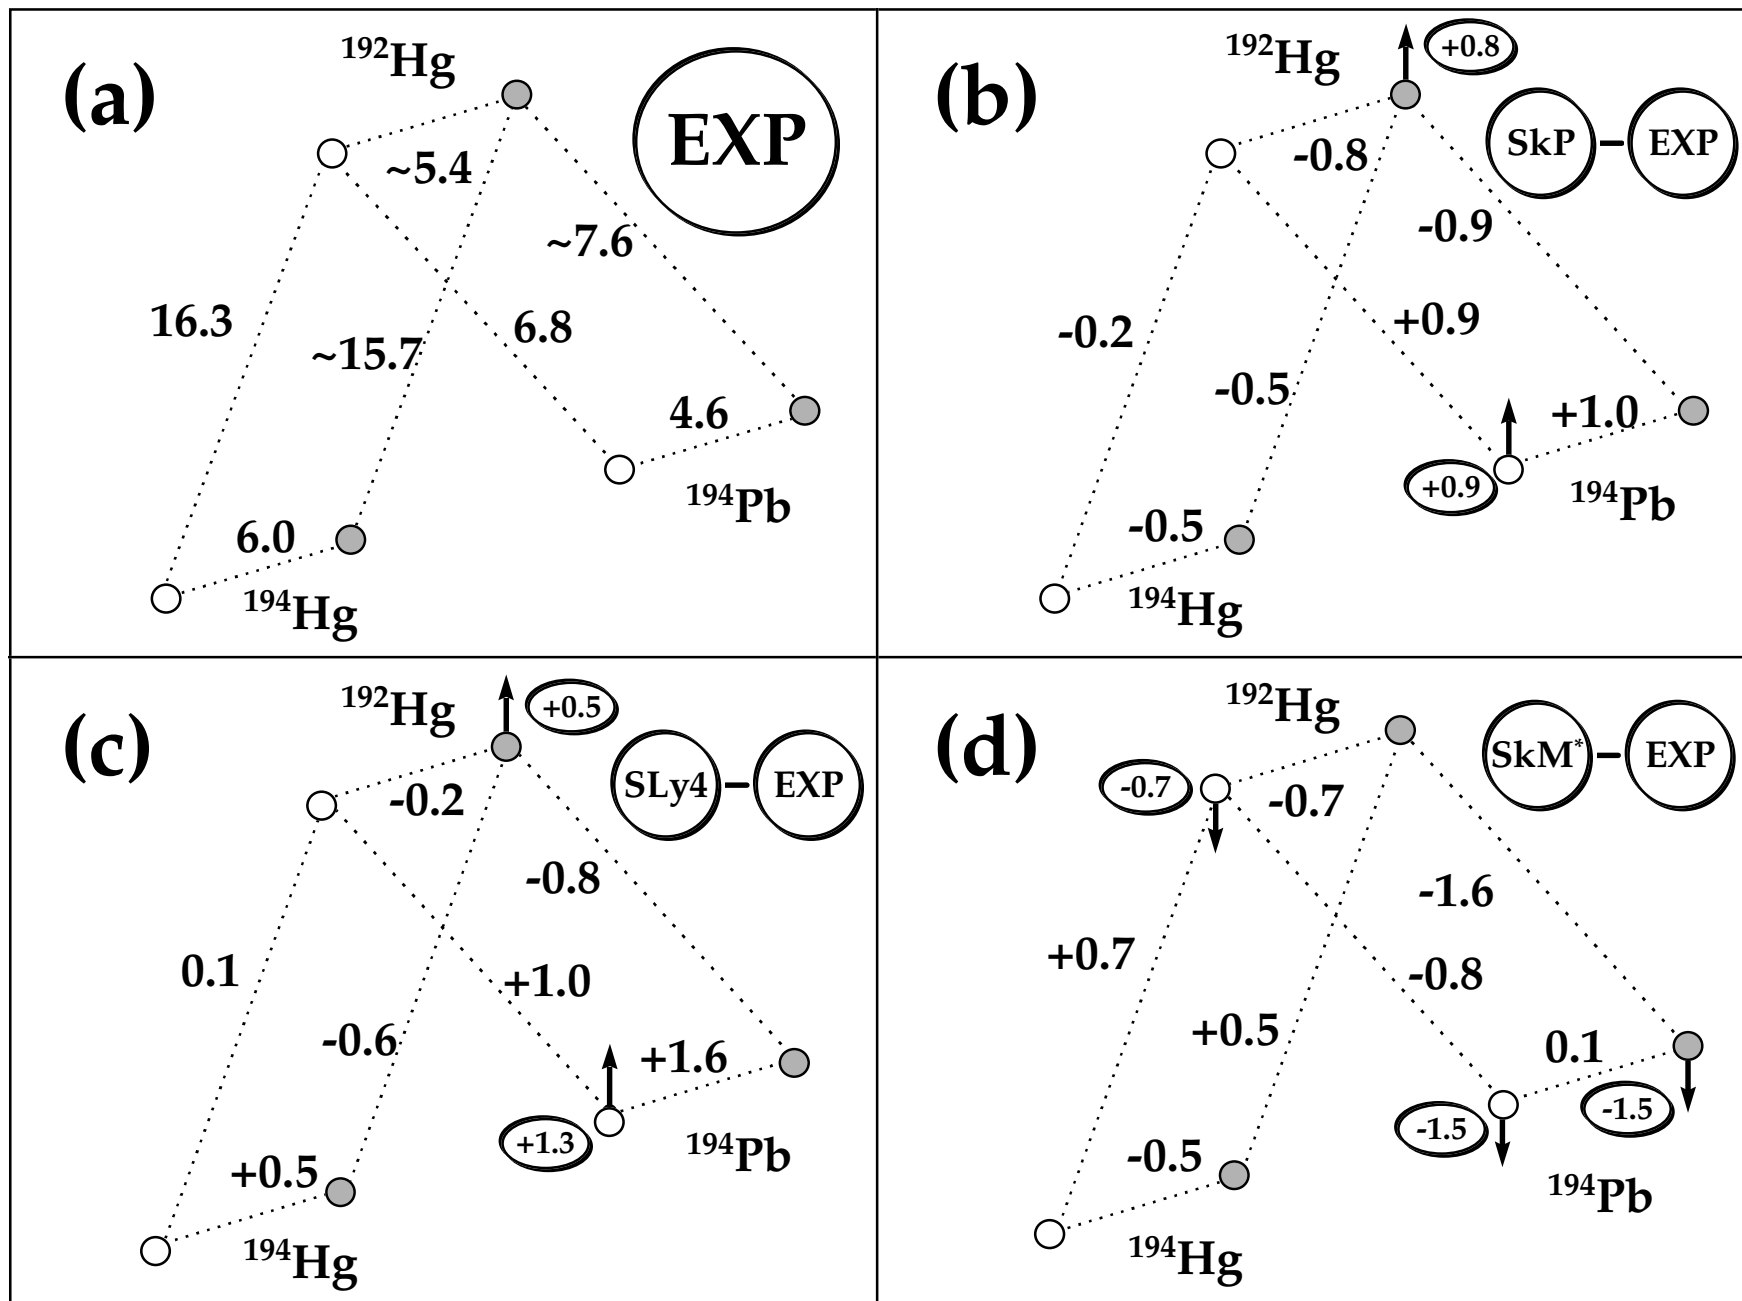 (a)
¹⁹²Hg
EXP
~5.4
~7.6
16.3
~15.7
6.8
4.6
¹⁹⁴Pb
6.0
¹⁹⁴Hg
(b)
¹⁹²Hg
+0.8
SkP – EXP
-0.8
-0.9
-0.2
+0.9
-0.5
+1.0
+0.9
¹⁹⁴Pb
-0.5
¹⁹⁴Hg
(c)
¹⁹²Hg
+0.5
SLy4 – EXP
-0.2
-0.8
0.1
+1.0
-0.6
+1.6
+1.3
¹⁹⁴Pb
+0.5
¹⁹⁴Hg
(d)
¹⁹²Hg
SkM* – EXP
-0.7
-0.7
-1.6
+0.7
-0.8
+0.5
0.1
-1.5
-1.5
-0.5
¹⁹⁴Pb
¹⁹⁴Hg